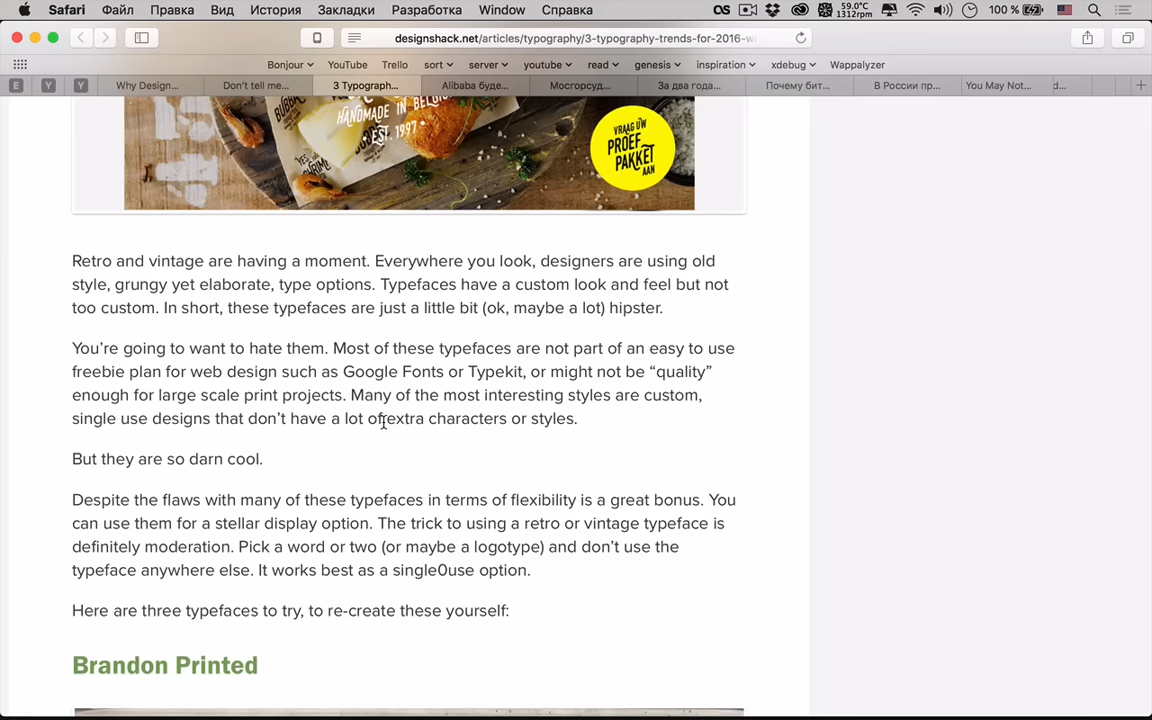 Safari Файл Правка Вид История Закладки Разработка Window Справка 59.0°C 1312rpm 100 %
designshack.net/articles/typography/3-typography-trends-for-2016-w
Bonjour YouTube Trello sort server youtube read genesis inspiration xdebug Wappalyzer
E Y Y Why Design... Don't tell me... 3 Typograph... Alibaba буде... Мосгорсуд... За два года... Почему бит... В России пр... You May Not... d...
HANDMADE IN BELG
EST. 1997
VRAAG UW
PROEF
PAKKET
AAN
Retro and vintage are having a moment. Everywhere you look, designers are using old
style, grungy yet elaborate, type options. Typefaces have a custom look and feel but not
too custom. In short, these typefaces are just a little bit (ok, maybe a lot) hipster.
You’re going to want to hate them. Most of these typefaces are not part of an easy to use
freebie plan for web design such as Google Fonts or Typekit, or might not be “quality”
enough for large scale print projects. Many of the most interesting styles are custom,
single use designs that don’t have a lot of extra characters or styles.
But they are so darn cool.
Despite the flaws with many of these typefaces in terms of flexibility is a great bonus. You
can use them for a stellar display option. The trick to using a retro or vintage typeface is
definitely moderation. Pick a word or two (or maybe a logotype) and don’t use the
typeface anywhere else. It works best as a single0use option.
Here are three typefaces to try, to re-create these yourself:
Brandon Printed